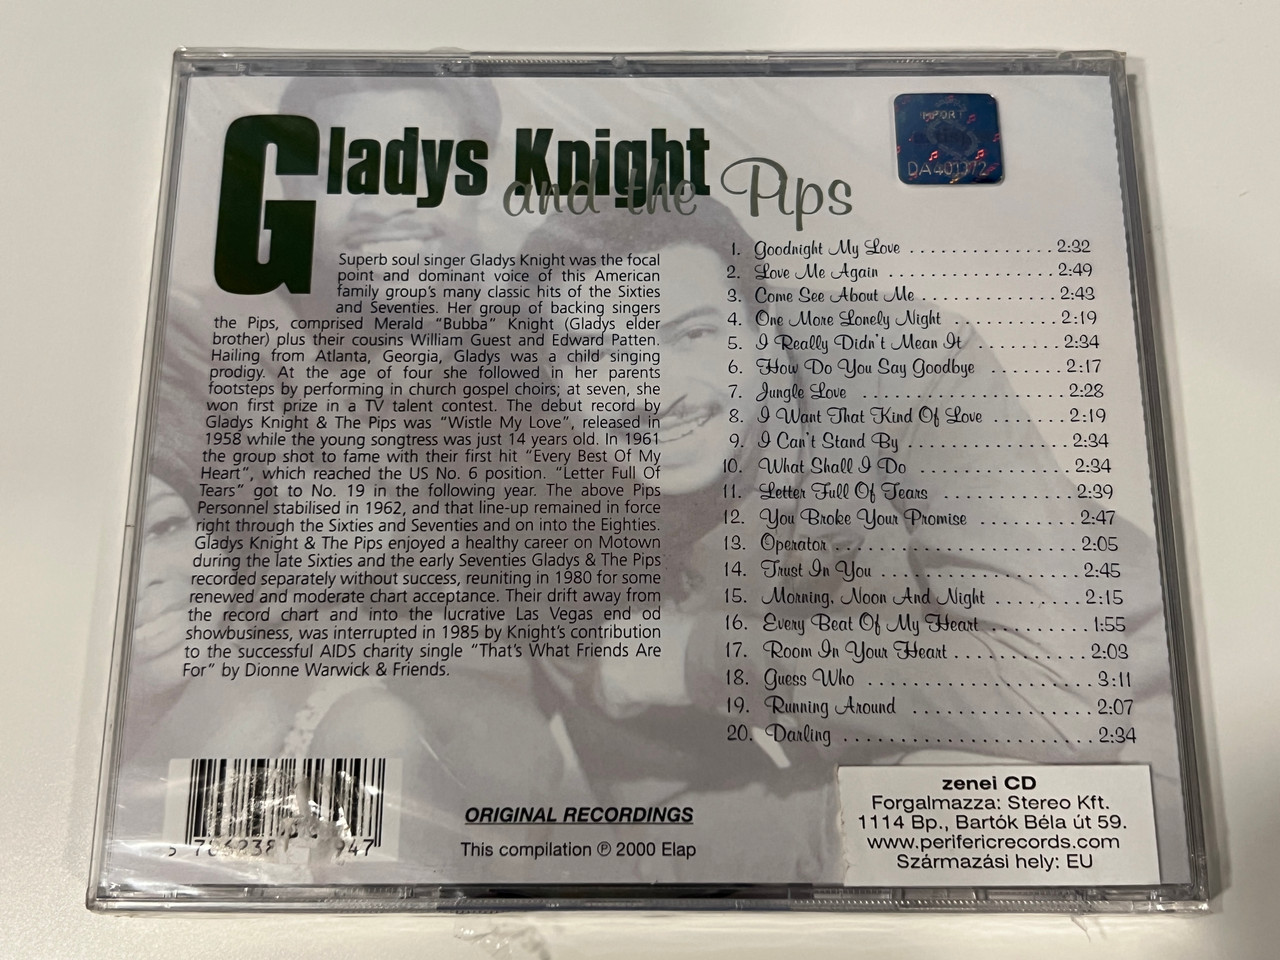 Gladys Knight
and the Pips
IMPORT
DA401372
Superb soul singer Gladys Knight was the focal
point and dominant voice of this American
family group's many classic hits of the Sixties
and Seventies. Her group of backing singers
the Pips, comprised Merald "Bubba" Knight (Gladys elder
brother) plus their cousins William Guest and Edward Patten.
Hailing from Atlanta, Georgia, Gladys was a child singing
prodigy. At the age of four she followed in her parents
footsteps by performing in church gospel choirs; at seven, she
won first prize in a TV talent contest. The debut record by
Gladys Knight & The Pips was "Wistle My Love", released in
1958 while the young songtress was just 14 years old. In 1961
the group shot to fame with their first hit "Every Best Of My
Heart", which reached the US No. 6 position. "Letter Full Of
Tears" got to No. 19 in the following year. The above Pips
Personnel stabilised in 1962, and that line-up remained in force
right through the Sixties and Seventies and on into the Eighties.
Gladys Knight & The Pips enjoyed a healthy career on Motown
during the late Sixties and the early Seventies Gladys & The Pips
recorded separately without success, reuniting in 1980 for some
renewed and moderate chart acceptance. Their drift away from
the record chart and into the lucrative Las Vegas end od
showbusiness, was interrupted in 1985 by Knight's contribution
to the successful AIDS charity single "That's What Friends Are
For" by Dionne Warwick & Friends.
1. Goodnight My Love ............ 2:32
2. Love Me Again ............ 2:49
3. Come See About Me ............ 2:43
4. One More Lonely Night ............ 2:19
5. I Really Didn't Mean It ............ 2:34
6. How Do You Say Goodbye ............ 2:17
7. Jungle Love ............ 2:28
8. I Want That Kind Of Love ............ 2:19
9. I Can't Stand By ............ 2:34
10. What Shall I Do ............ 2:34
11. Letter Full Of Tears ............ 2:39
12. You Broke Your Promise ............ 2:47
13. Operator ............ 2:05
14. Trust In You ............ 2:45
15. Morning, Noon And Night ............ 2:15
16. Every Beat Of My Heart ............ 1:55
17. Room In Your Heart ............ 2:03
18. Guess Who ............ 3:11
19. Running Around ............ 2:07
20. Darling ............ 2:34
ORIGINAL RECORDINGS
This compilation ℗ 2000 Elap
zenei CD
Forgalmazza: Stereo Kft.
1114 Bp., Bartók Béla út 59.
www.perifericrecords.com
Származási hely: EU